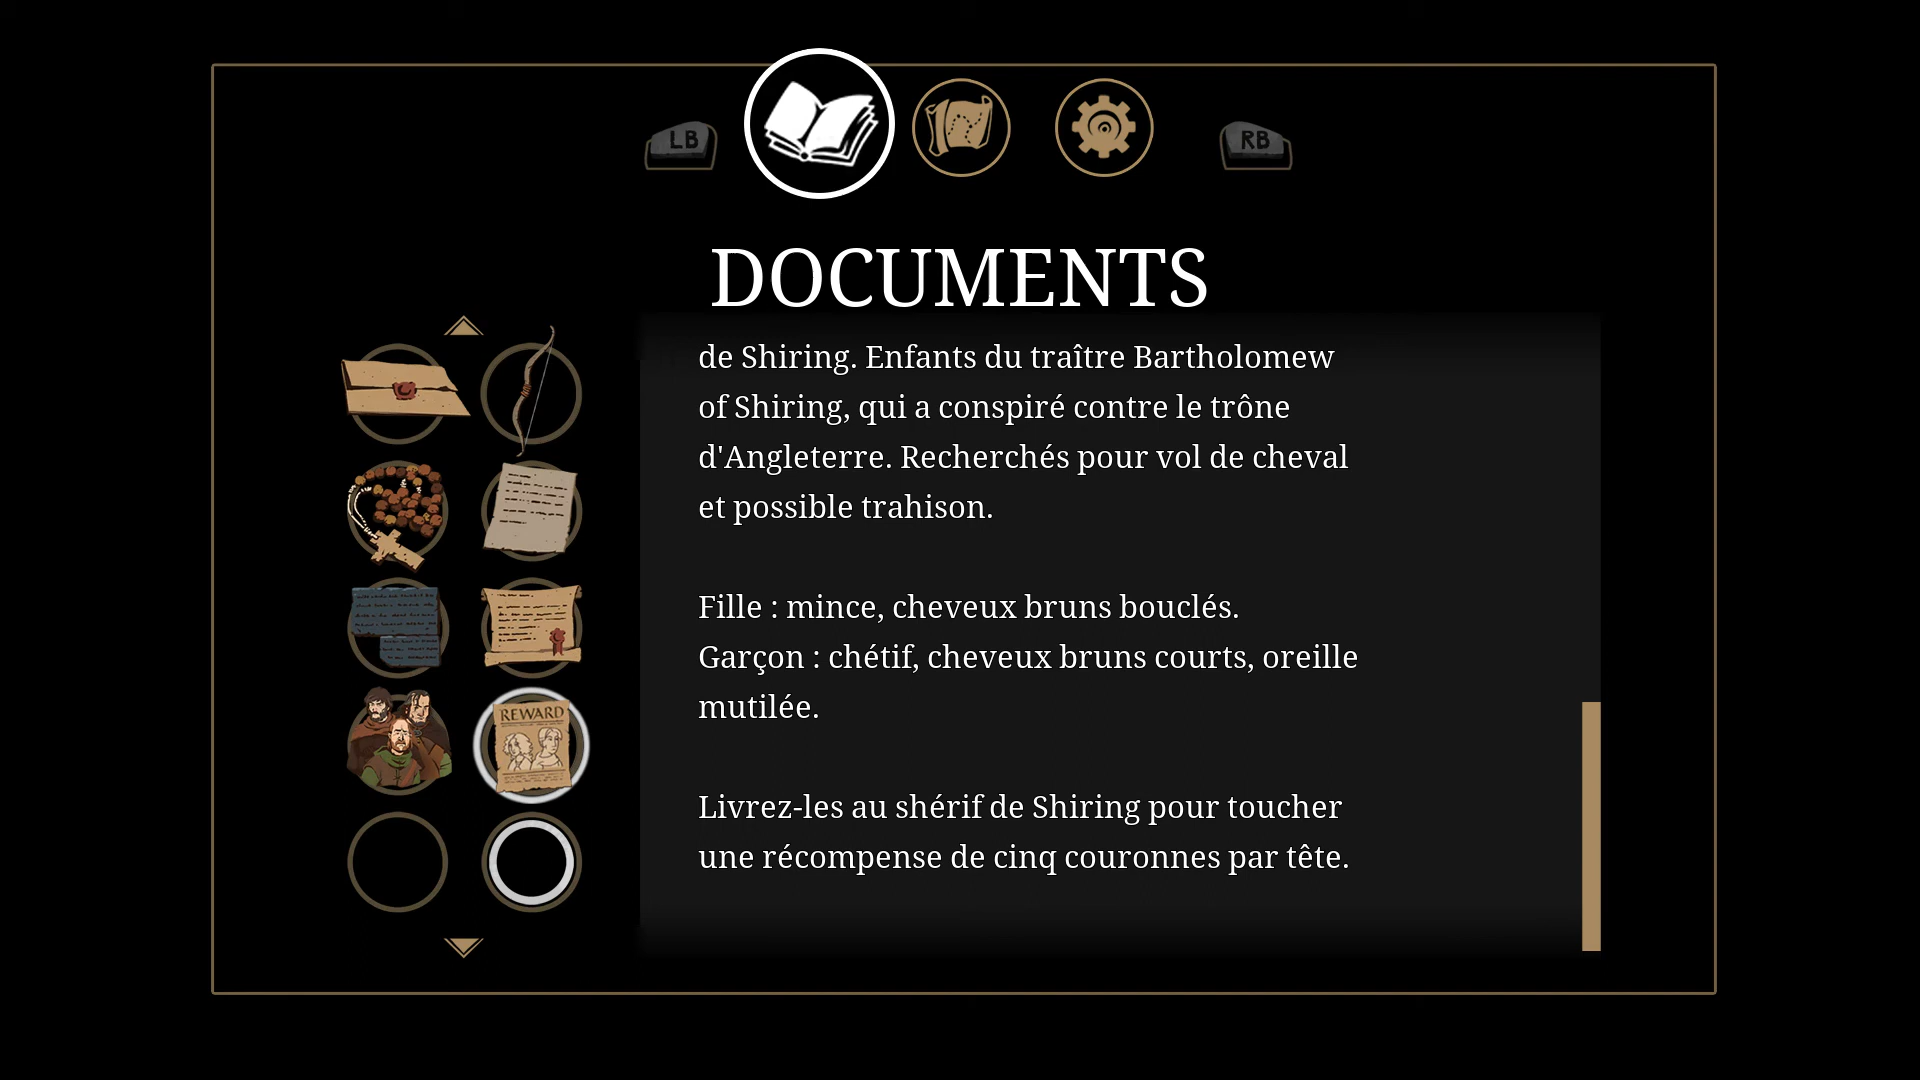 LB
RB
DOCUMENTS
de Shiring. Enfants du traître Bartholomew
of Shiring, qui a conspiré contre le trône
d'Angleterre. Recherchés pour vol de cheval
et possible trahison.
Fille : mince, cheveux bruns bouclés.
Garçon : chétif, cheveux bruns courts, oreille
mutilée.
Livrez-les au shérif de Shiring pour toucher
une récompense de cinq couronnes par tête.
REWARD